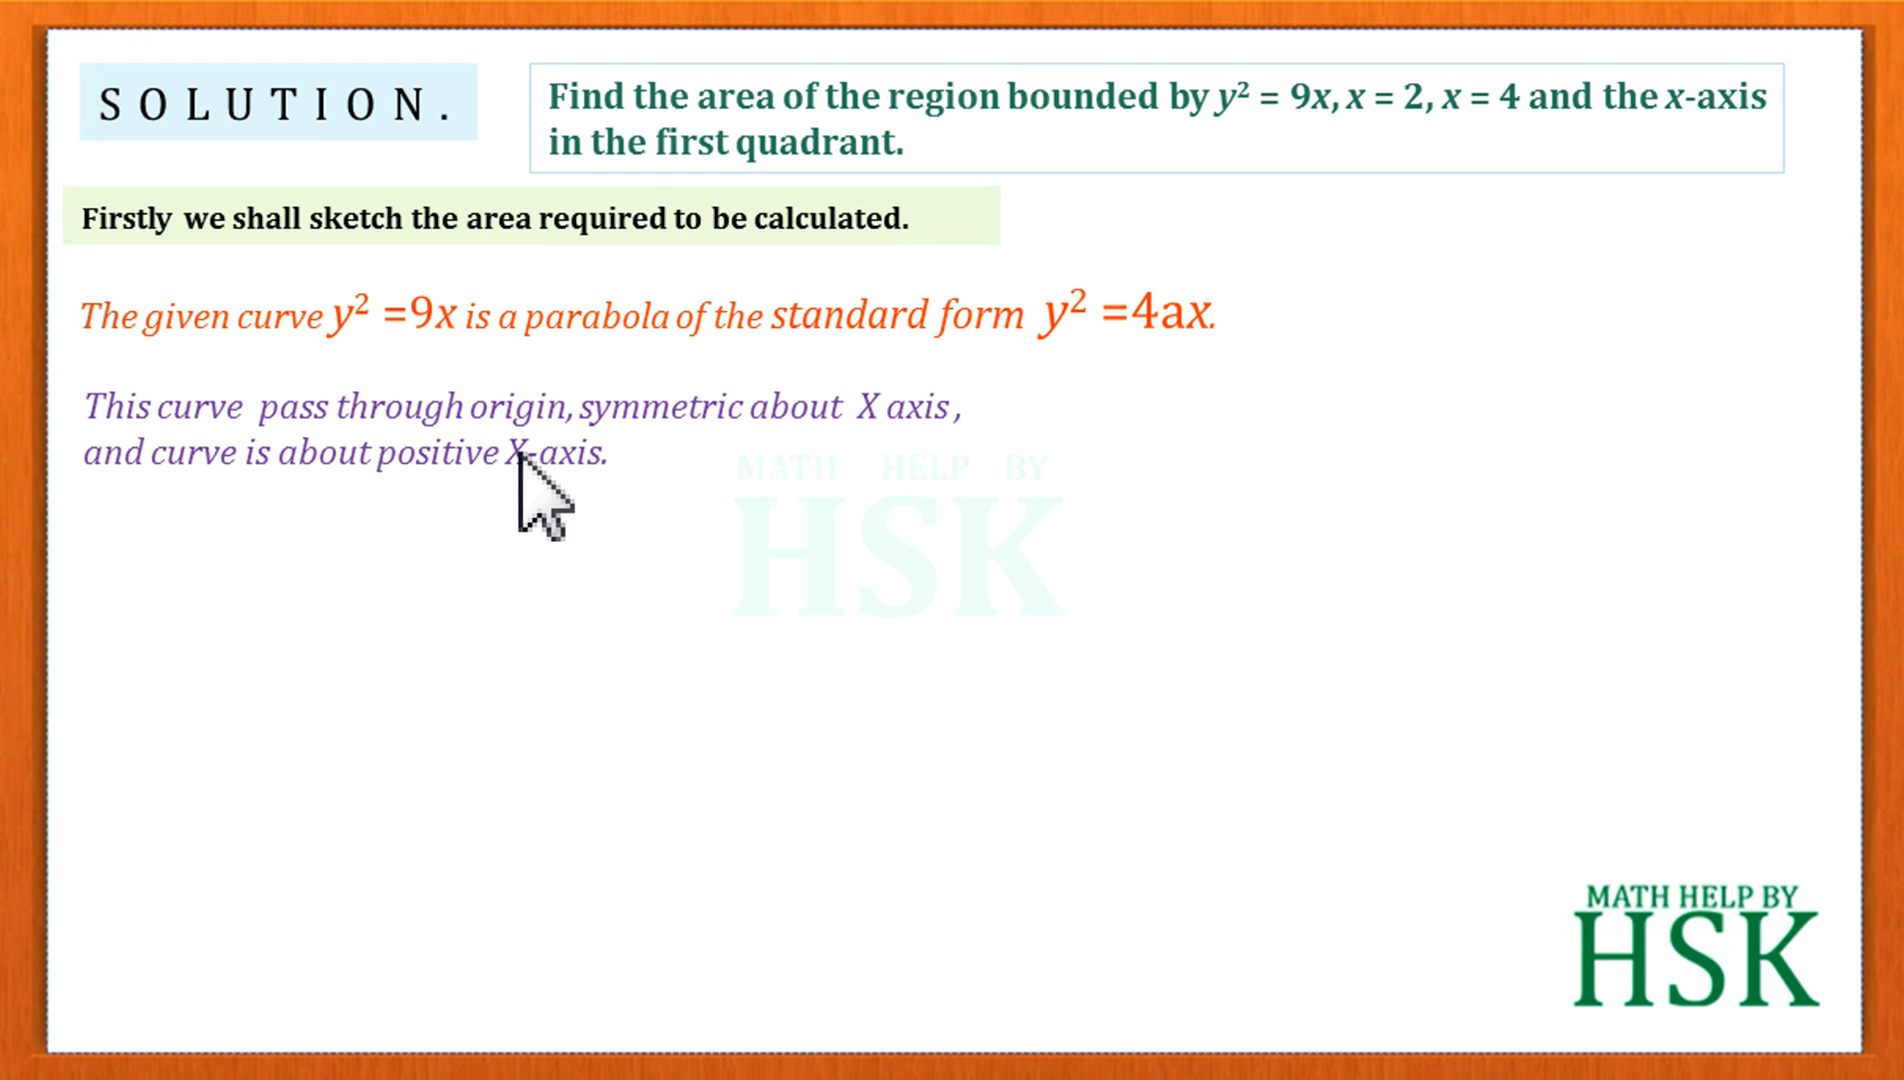 SOLUTION.
Find the area of the region bounded by y² = 9x, x = 2, x = 4 and the x-axis
in the first quadrant.
Firstly we shall sketch the area required to be calculated.
The given curve y² =9x is a parabola of the standard form y² =4ax.
This curve pass through origin, symmetric about X axis ,
and curve is about positive X-axis.
MATH HELP BY
HSK
MATH HELP BY
HSK